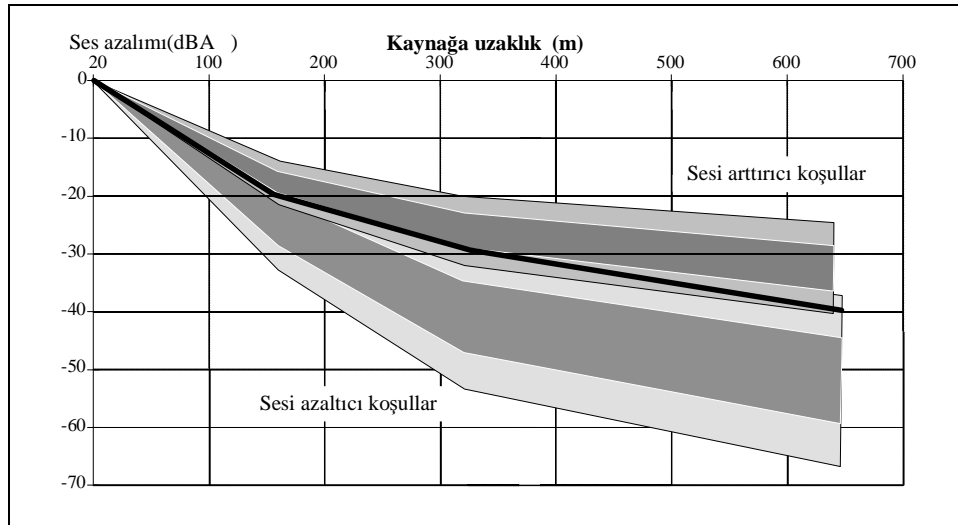 Ses azalımı(dBA )
Kaynağa uzaklık (m)
20 100 200 300 400 500 600 700
0
-10
-20
-30
-40
-50
-60
-70
Sesi arttırıcı koşullar
Sesi azaltıcı koşullar